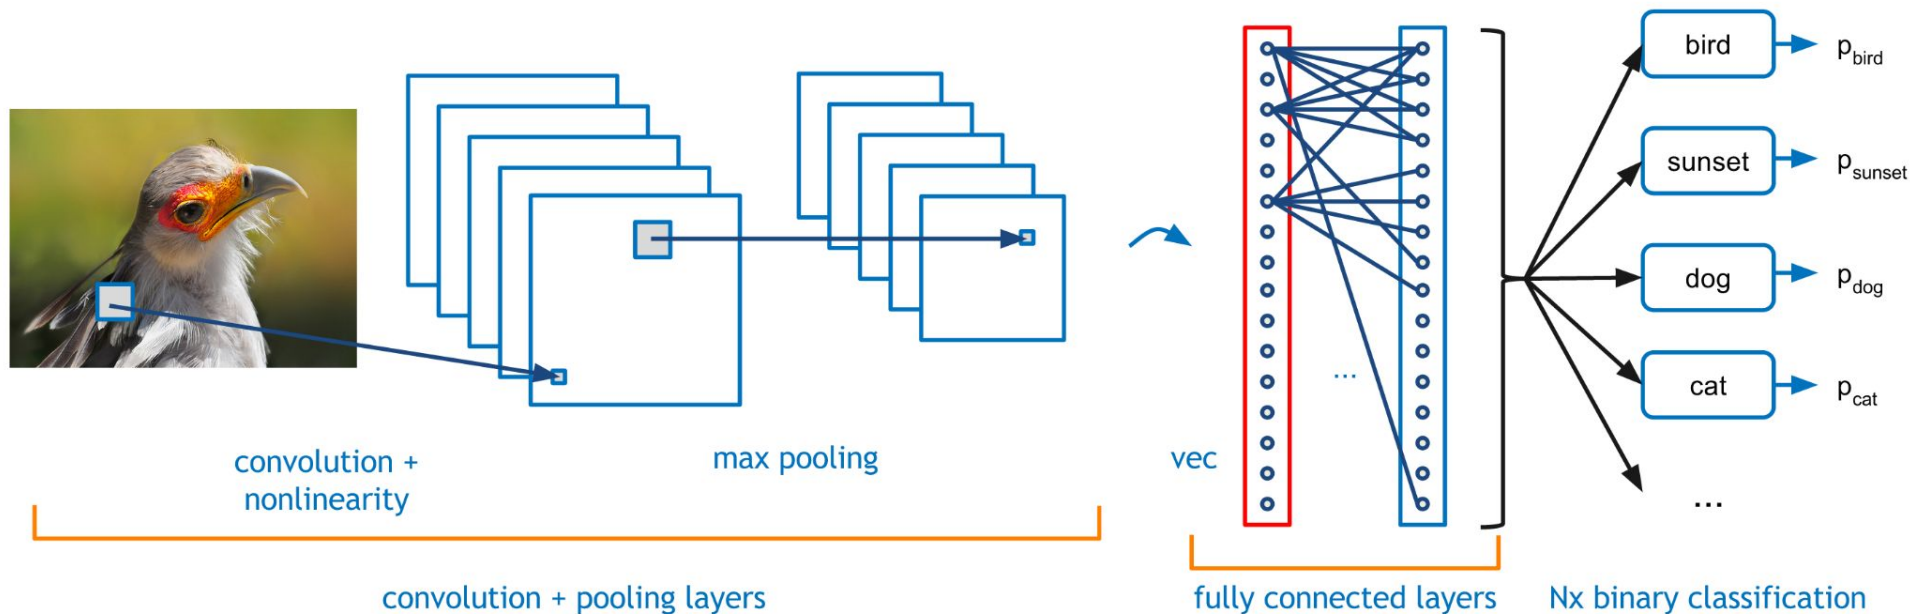 bird
p_bird
sunset
p_sunset
dog
p_dog
cat
p_cat
...
...
convolution +
nonlinearity
max pooling
vec
convolution + pooling layers
fully connected layers
Nx binary classification